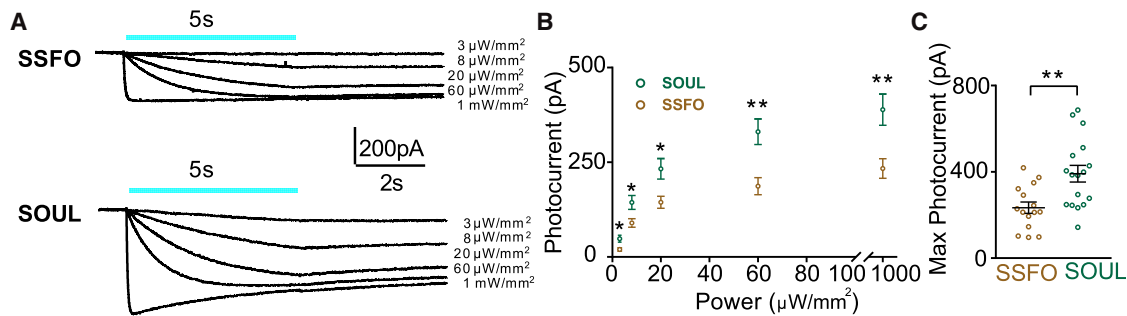 A
5s
SSFO
3 µW/mm2
8 µW/mm2
20 µW/mm2
60 µW/mm2
1 mW/mm2
200pA
2s
5s
SOUL
3 µW/mm2
8 µW/mm2
20 µW/mm2
60 µW/mm2
1 mW/mm2
B
Photocurrent (pA)
500
250
0
SOUL
SSFO
*
*
*
**
**
0 20 40 60 80 100 1000
Power (µW/mm2)
C
Max Photocurrent (pA)
800
400
0
**
SSFO SOUL